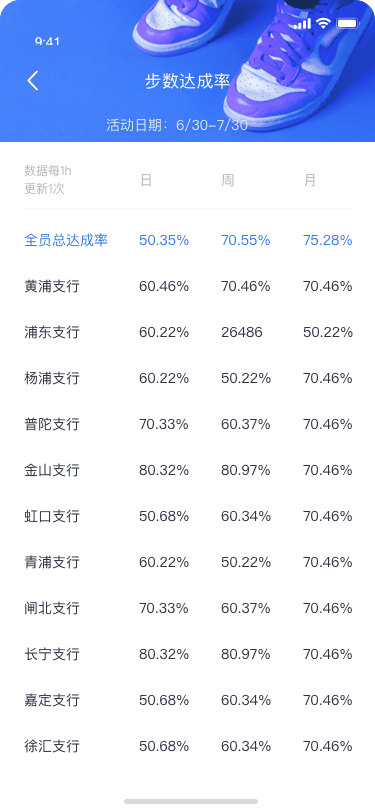 9:41
步数达成率
活动日期：6/30-7/30
数据每1h
更新1次
日 周 月
全员总达成率 50.35% 70.55% 75.28%
黄浦支行 60.46% 70.46% 70.46%
浦东支行 60.22% 26486 50.22%
杨浦支行 60.22% 50.22% 70.46%
普陀支行 70.33% 60.37% 70.46%
金山支行 80.32% 80.97% 70.46%
虹口支行 50.68% 60.34% 70.46%
青浦支行 60.22% 50.22% 70.46%
闸北支行 70.33% 60.37% 70.46%
长宁支行 80.32% 80.97% 70.46%
嘉定支行 50.68% 60.34% 70.46%
徐汇支行 50.68% 60.34% 70.46%